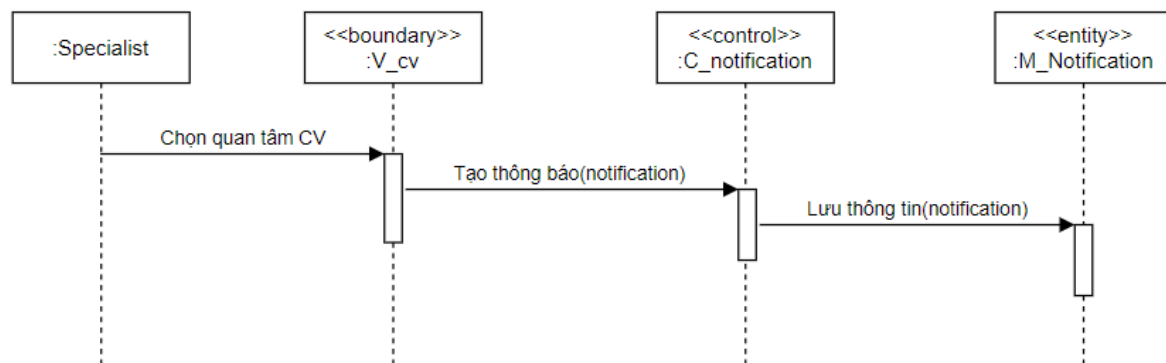 :Specialist
<<boundary>>
:V_cv
<<control>>
:C_notification
<<entity>>
:M_Notification
Chọn quan tâm CV
Tạo thông báo(notification)
Lưu thông tin(notification)